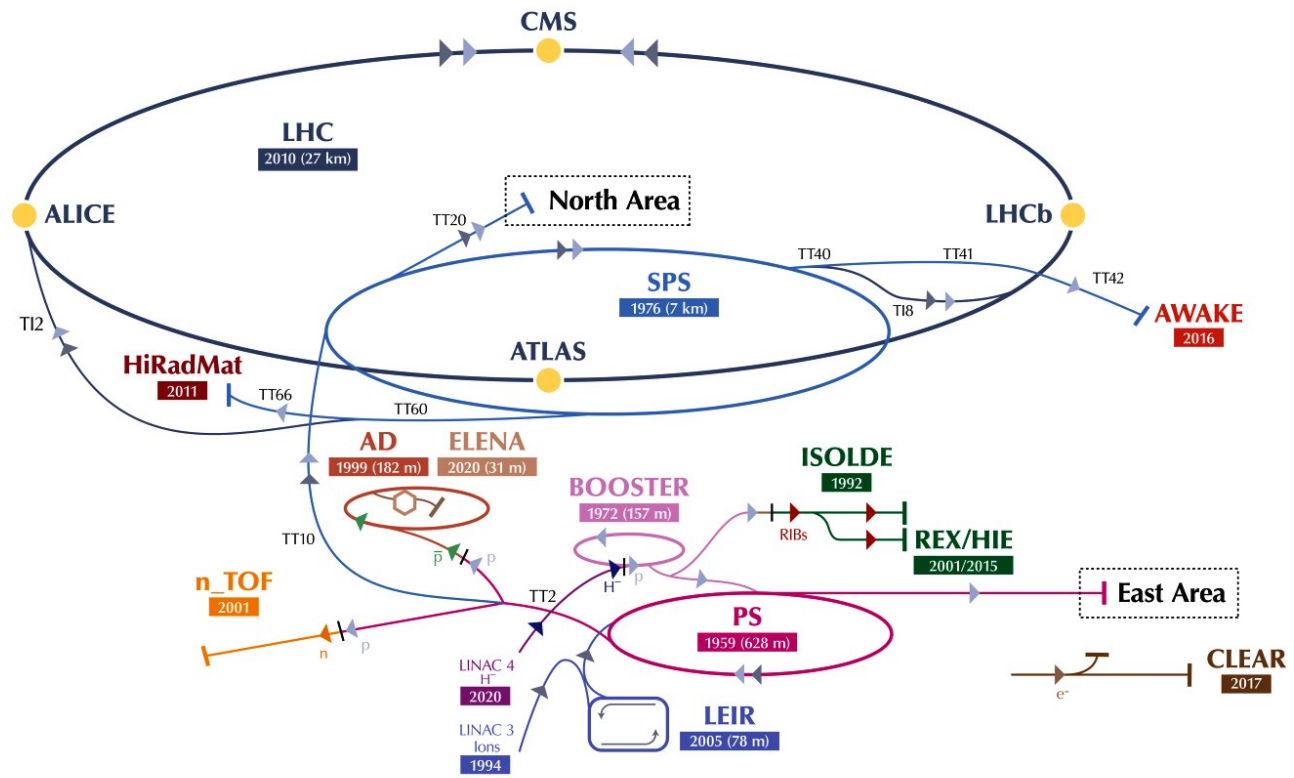 CMS
LHC
2010 (27 km)
North Area
ALICE
LHCb
TT20
TT40
TT41
SPS
TT42
1976 (7 km)
TI8
TI2
AWAKE
2016
ATLAS
HiRadMat
2011
TT66
TT60
AD
1999 (182 m)
ELENA
2020 (31 m)
ISOLDE
1992
BOOSTER
1972 (157 m)
RIBs
REX/HIE
2001/2015
TT10
p̅
p
H⁻
p
n_TOF
2001
TT2
East Area
PS
1959 (628 m)
n
p
LINAC 4
H⁻
2020
CLEAR
2017
e⁻
LEIR
2005 (78 m)
LINAC 3
Ions
1994